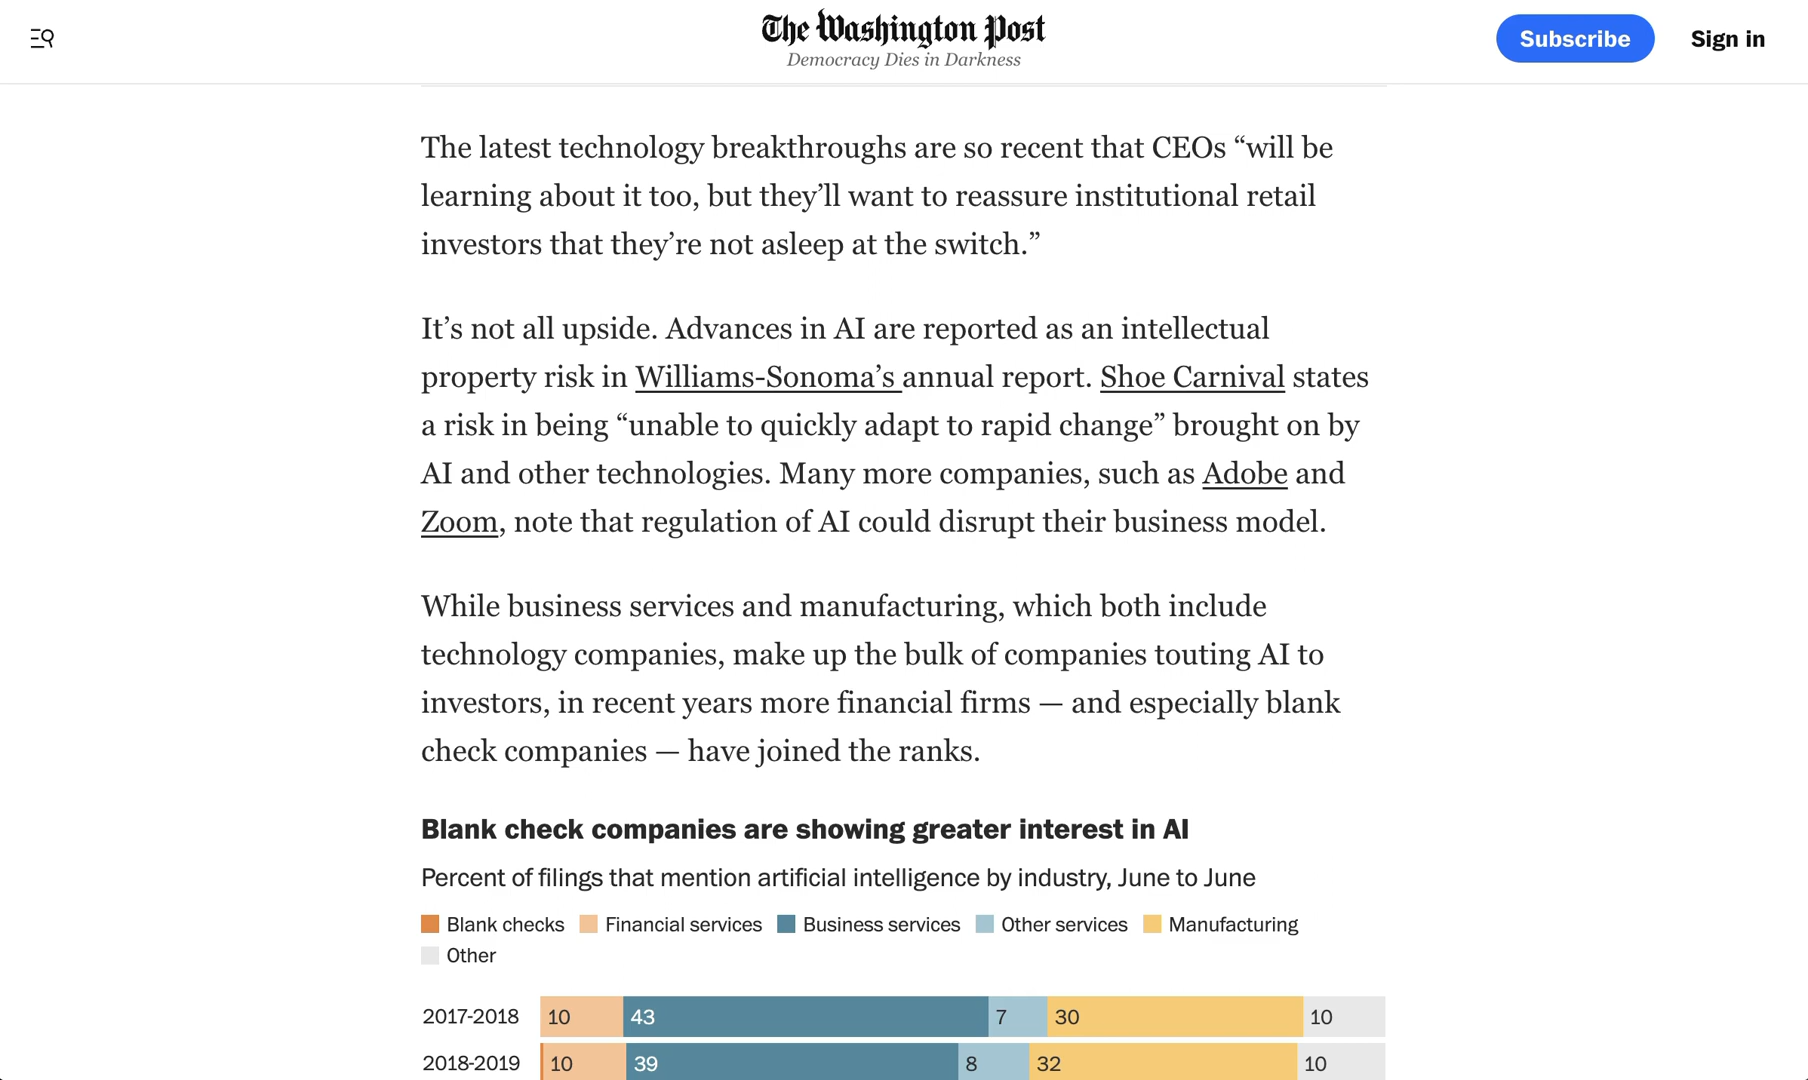 The Washington Post
Democracy Dies in Darkness
Subscribe
Sign in
The latest technology breakthroughs are so recent that CEOs “will be
learning about it too, but they’ll want to reassure institutional retail
investors that they’re not asleep at the switch.”
It’s not all upside. Advances in AI are reported as an intellectual
property risk in Williams-Sonoma’s annual report. Shoe Carnival states
a risk in being “unable to quickly adapt to rapid change” brought on by
AI and other technologies. Many more companies, such as Adobe and
Zoom, note that regulation of AI could disrupt their business model.
While business services and manufacturing, which both include
technology companies, make up the bulk of companies touting AI to
investors, in recent years more financial firms — and especially blank
check companies — have joined the ranks.
Blank check companies are showing greater interest in AI
Percent of filings that mention artificial intelligence by industry, June to June
Blank checks Financial services Business services Other services Manufacturing
Other
2017-2018 10 43 7 30 10
2018-2019 10 39 8 32 10